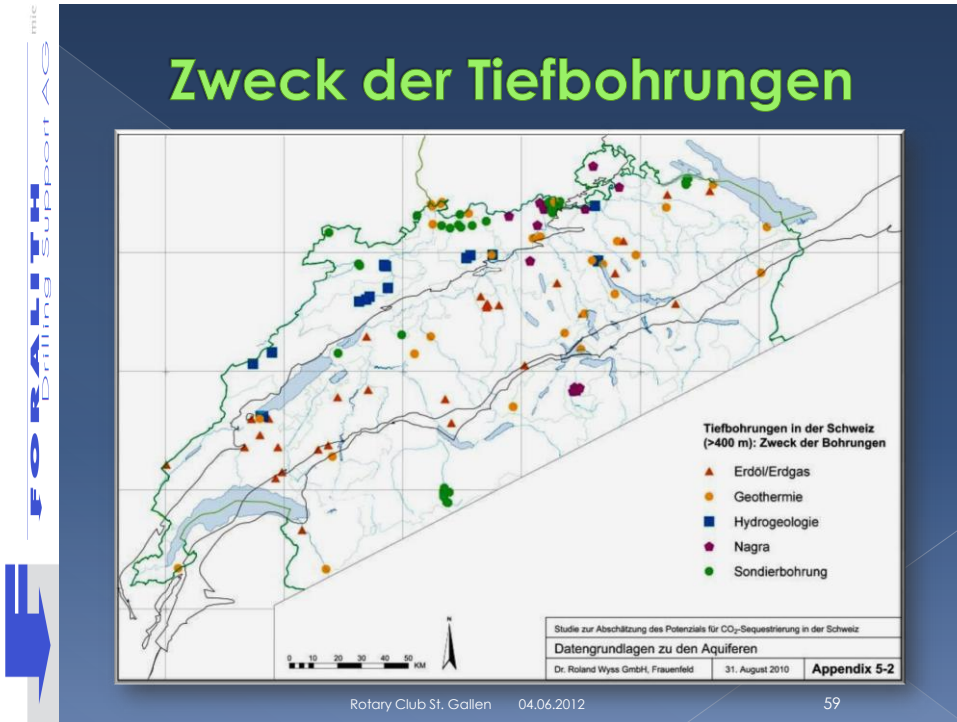 mie
FORALITH
Drilling Support AG
Zweck der Tiefbohrungen
Tiefbohrungen in der Schweiz
(>400 m): Zweck der Bohrungen
Erdöl/Erdgas
Geothermie
Hydrogeologie
Nagra
Sondierbohrung
N
0 10 20 30 40 50
KM
Studie zur Abschätzung des Potenzials für CO₂-Sequestrierung in der Schweiz
Datengrundlagen zu den Aquiferen
Dr. Roland Wyss GmbH, Frauenfeld 31. August 2010 Appendix 5-2
Rotary Club St. Gallen 04.06.2012 59